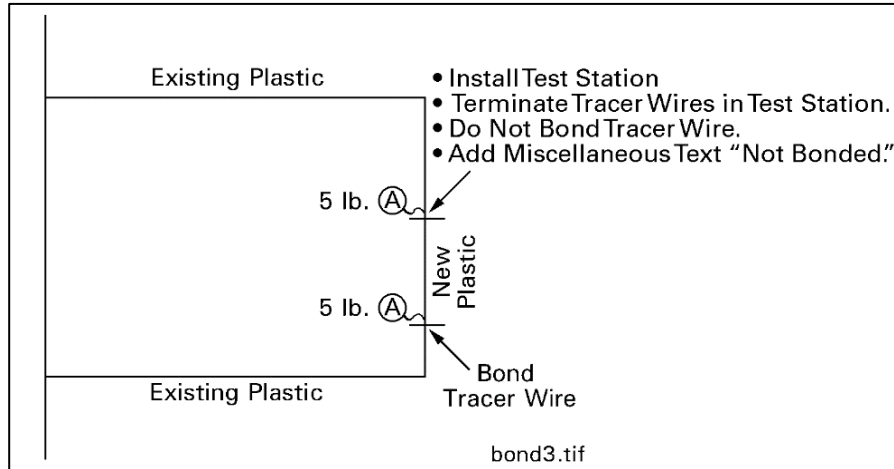 Existing Plastic
• Install Test Station
• Terminate Tracer Wires in Test Station.
• Do Not Bond Tracer Wire.
• Add Miscellaneous Text “Not Bonded.”
5 lb. A
New
Plastic
5 lb. A
Bond
Tracer Wire
Existing Plastic
bond3.tif